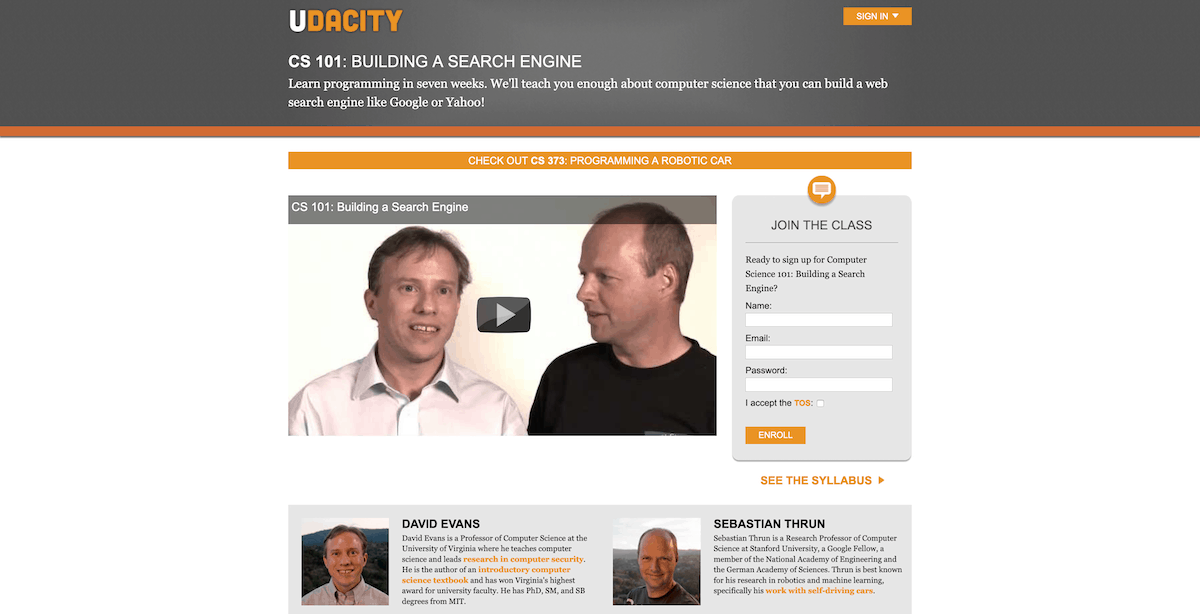 UDACITY
SIGN IN
CS 101: BUILDING A SEARCH ENGINE
Learn programming in seven weeks. We'll teach you enough about computer science that you can build a web
search engine like Google or Yahoo!
CHECK OUT CS 373: PROGRAMMING A ROBOTIC CAR
CS 101: Building a Search Engine
JOIN THE CLASS
Ready to sign up for Computer
Science 101: Building a Search
Engine?
Name:
Email:
Password:
I accept the TOS:
ENROLL
SEE THE SYLLABUS
DAVID EVANS
David Evans is a Professor of Computer Science at the
University of Virginia where he teaches computer
science and leads research in computer security.
He is the author of an introductory computer
science textbook and has won Virginia's highest
award for university faculty. He has PhD, SM, and SB
degrees from MIT.
SEBASTIAN THRUN
Sebastian Thrun is a Research Professor of Computer
Science at Stanford University, a Google Fellow, a
member of the National Academy of Engineering and
the German Academy of Sciences. Thrun is best known
for his research in robotics and machine learning,
specifically his work with self-driving cars.